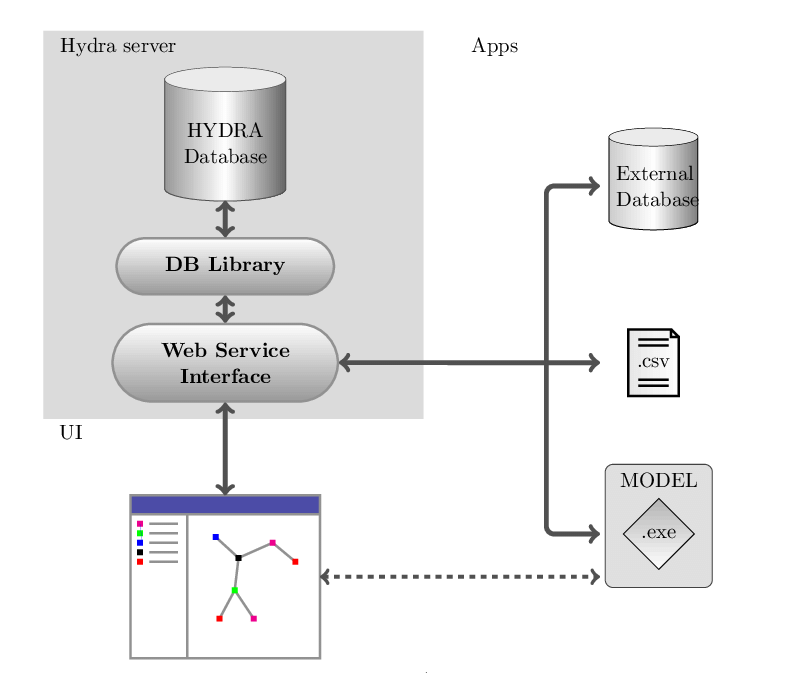 Hydra server
Apps
HYDRA
Database
External
Database
DB Library
Web Service
Interface
.csv
UI
MODEL
.exe